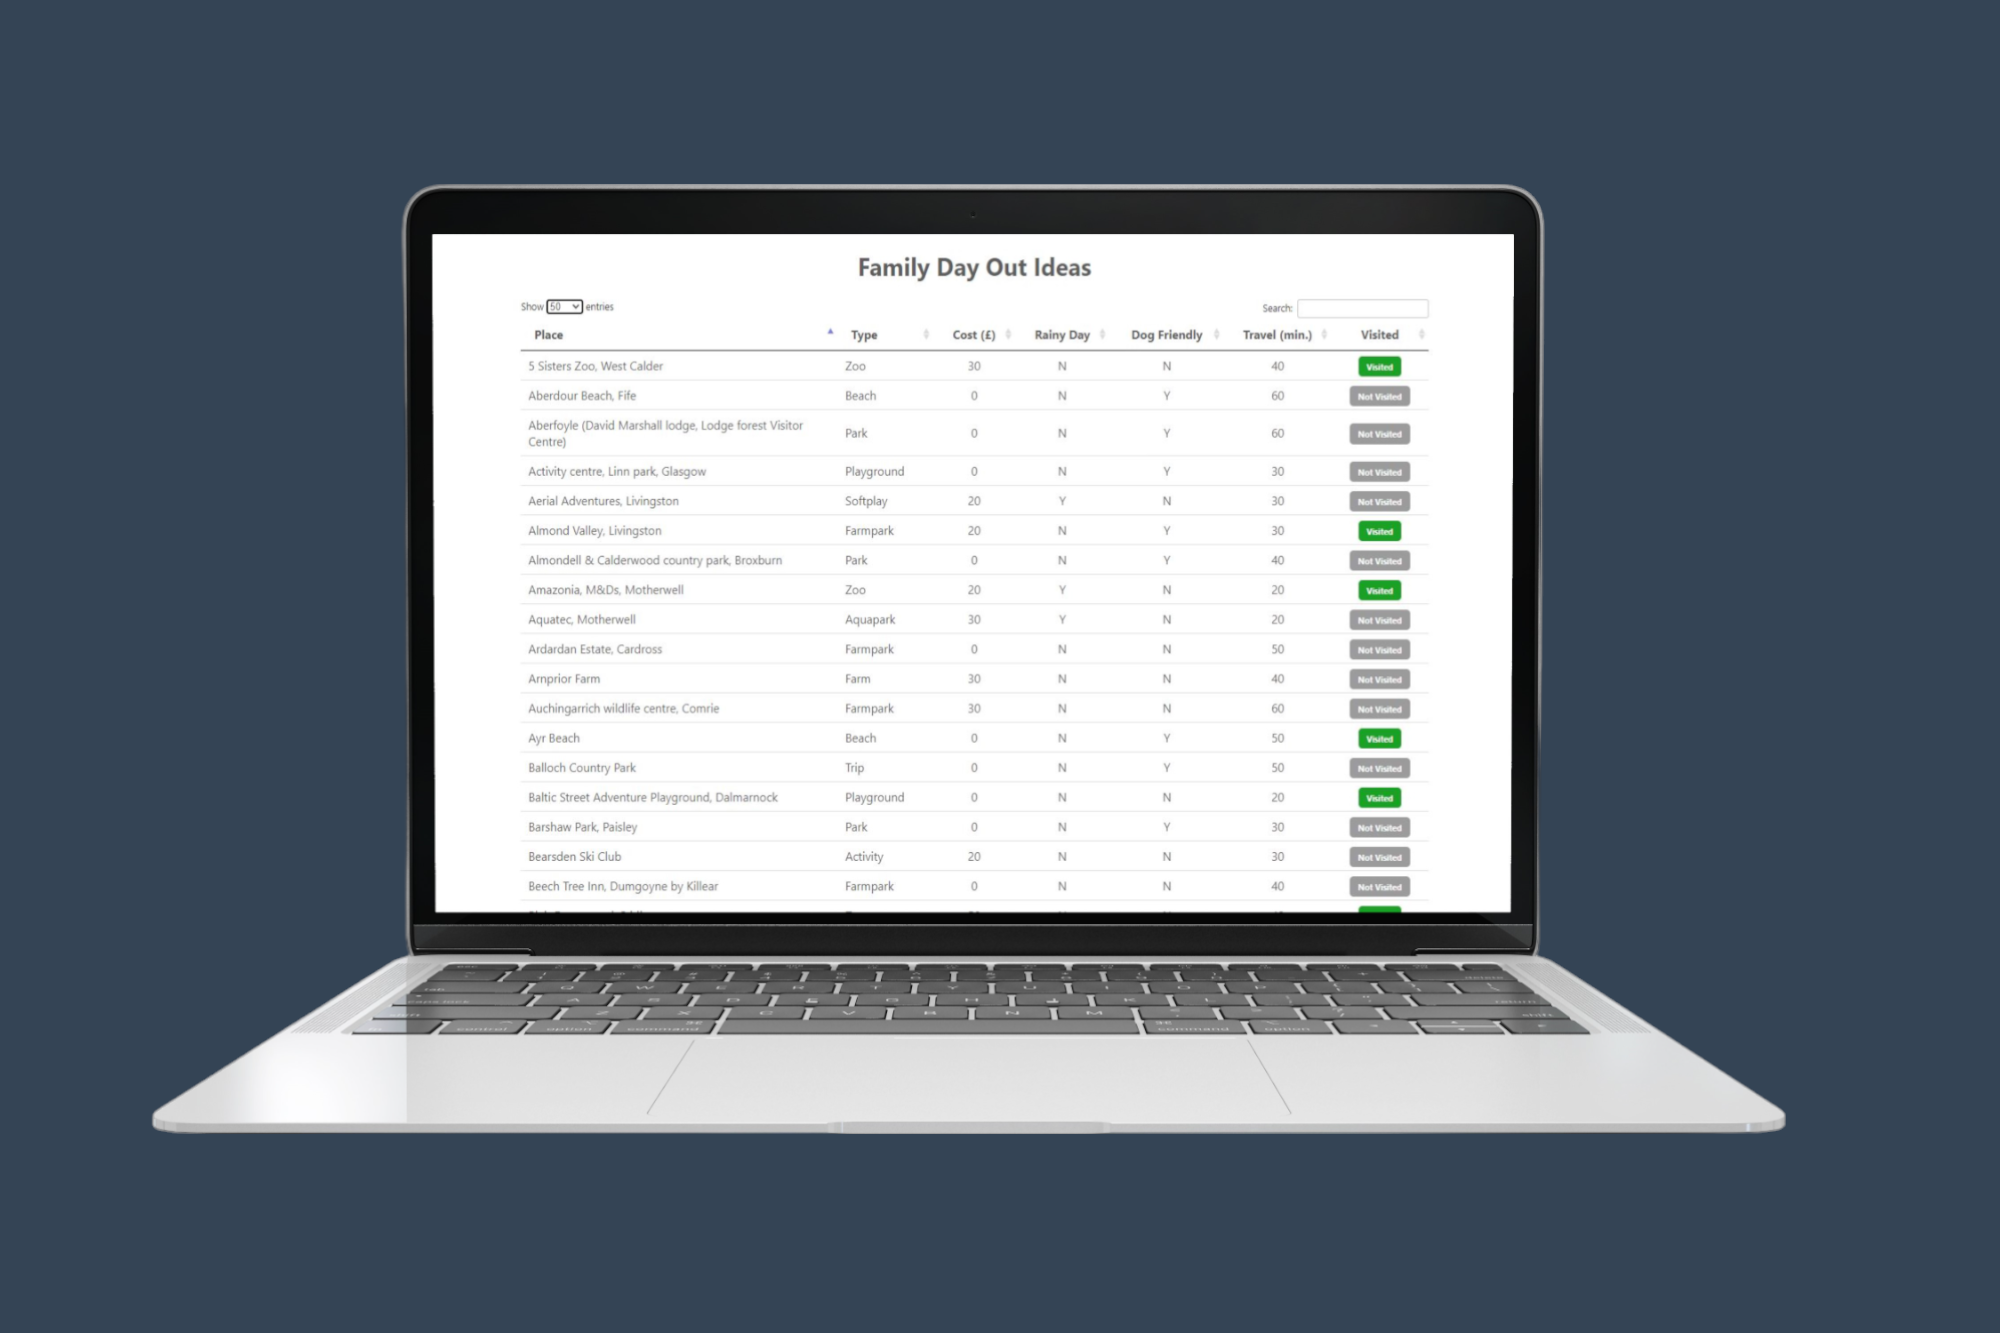 Family Day Out Ideas
Show 50 entries Search:
Place Type Cost (£) Rainy Day Dog Friendly Travel (min.) Visited
5 Sisters Zoo, West Calder Zoo 30 N N 40 Visited
Aberdour Beach, Fife Beach 0 N Y 60 Not Visited
Aberfoyle (David Marshall lodge, Lodge forest Visitor
Centre) Park 0 N Y 60 Not Visited
Activity centre, Linn park, Glasgow Playground 0 N Y 30 Not Visited
Aerial Adventures, Livingston Softplay 20 Y N 30 Not Visited
Almond Valley, Livingston Farmpark 20 N Y 30 Visited
Almondell & Calderwood country park, Broxburn Park 0 N Y 40 Not Visited
Amazonia, M&Ds, Motherwell Zoo 20 Y N 20 Visited
Aquatec, Motherwell Aquapark 30 Y N 20 Not Visited
Ardardan Estate, Cardross Farmpark 0 N N 50 Not Visited
Arnprior Farm Farm 30 N N 40 Not Visited
Auchingarrich wildlife centre, Comrie Farmpark 30 N N 60 Not Visited
Ayr Beach Beach 0 N Y 50 Visited
Balloch Country Park Trip 0 N Y 50 Not Visited
Baltic Street Adventure Playground, Dalmarnock Playground 0 N N 20 Visited
Barshaw Park, Paisley Park 0 N Y 30 Not Visited
Bearsden Ski Club Activity 20 N N 30 Not Visited
Beech Tree Inn, Dumgoyne by Killear Farmpark 0 N N 40 Not Visited
Q W E R T Y U I O P
A S D F G H J K L
Z X C V B N M
control option command command option